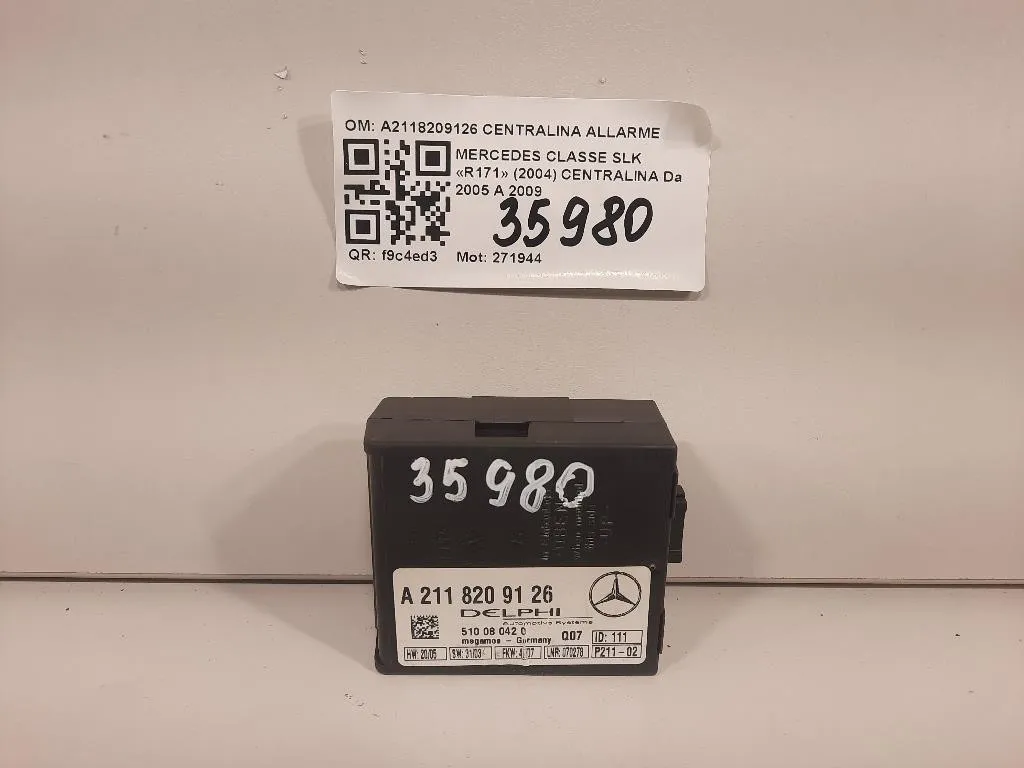 OM: A2118209126 CENTRALINA ALLARME
MERCEDES CLASSE SLK
«R171» (2004) CENTRALINA Da
2005 A 2009
35980
QR: f9c4ed3 Mot: 271944
35980
A 211 820 91 26
DELPHI
Automotive Systems
510 08 042 0
megamos - Germany Q07 ID: 111
HW: 20/05 SW: 31/03 FKW: LNR: 070278 P211-02